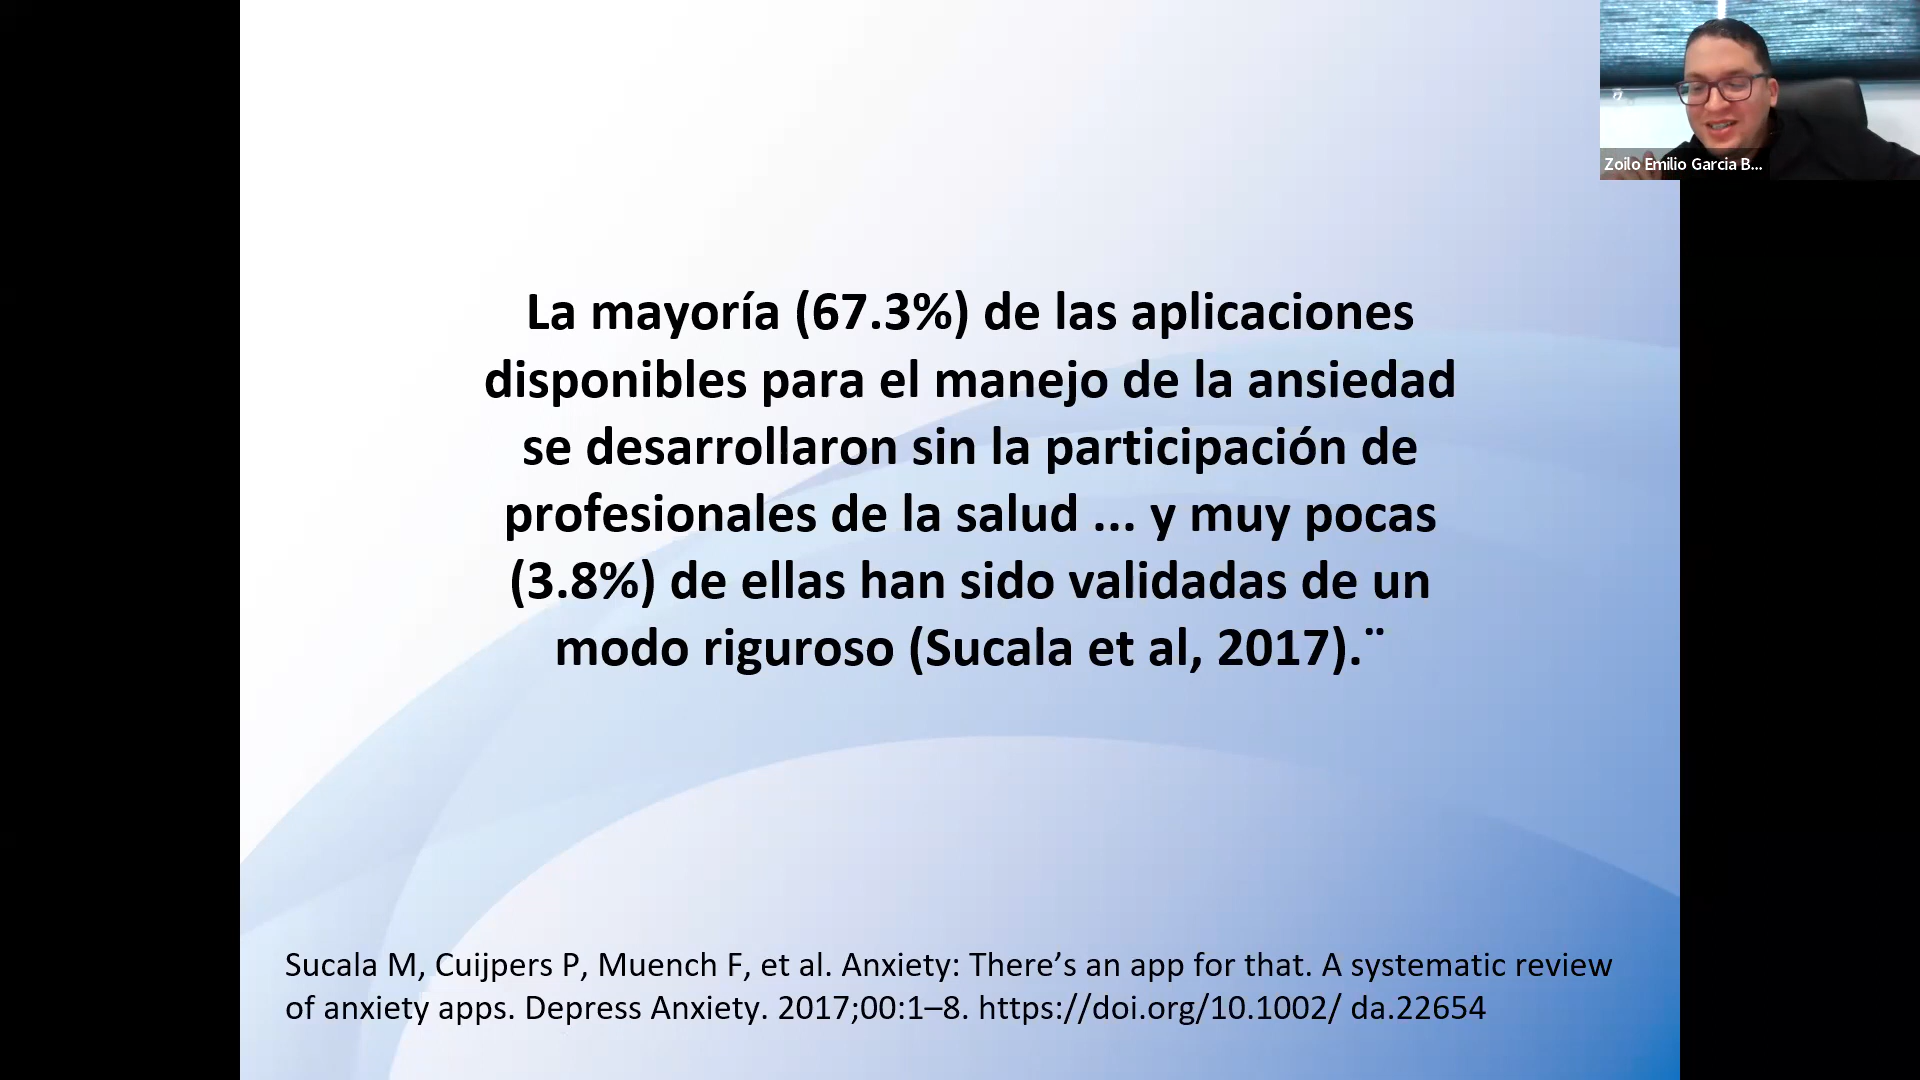 Zoilo Emilio Garcia B...
La mayoría (67.3%) de las aplicaciones
disponibles para el manejo de la ansiedad
se desarrollaron sin la participación de
profesionales de la salud ... y muy pocas
(3.8%) de ellas han sido validadas de un
modo riguroso (Sucala et al, 2017).¨
Sucala M, Cuijpers P, Muench F, et al. Anxiety: There’s an app for that. A systematic review
of anxiety apps. Depress Anxiety. 2017;00:1–8. https://doi.org/10.1002/ da.22654